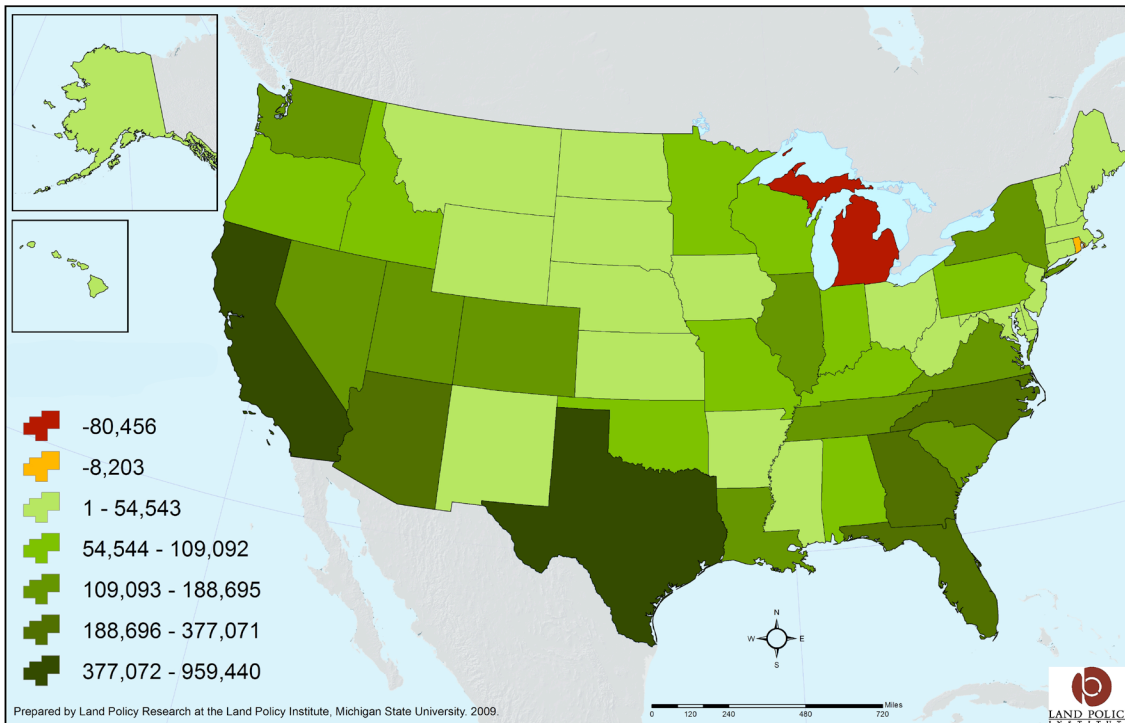 -80,456
-8,203
1 - 54,543
54,544 - 109,092
109,093 - 188,695
188,696 - 377,071
377,072 - 959,440
N
W E
S
Miles
0 120 240 480 720
Prepared by Land Policy Research at the Land Policy Institute, Michigan State University. 2009.
LAND POLIC